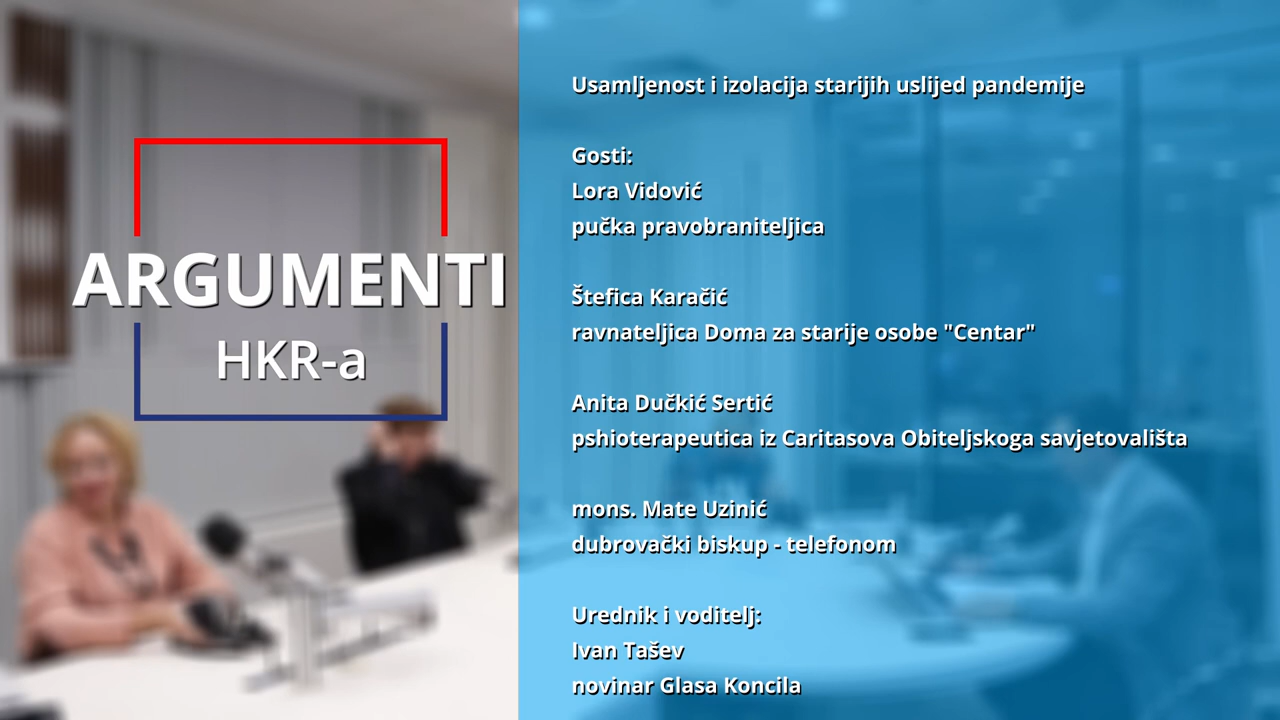 ARGUMENTI
HKR-a
Usamljenost i izolacija starijih uslijed pandemije
Gosti:
Lora Vidović
pučka pravobraniteljica
Štefica Karačić
ravnateljica Doma za starije osobe "Centar"
Anita Dučkić Sertić
pshioterapeutica iz Caritasova Obiteljskoga savjetovališta
mons. Mate Uzinić
dubrovački biskup - telefonom
Urednik i voditelj:
Ivan Tašev
novinar Glasa Koncila